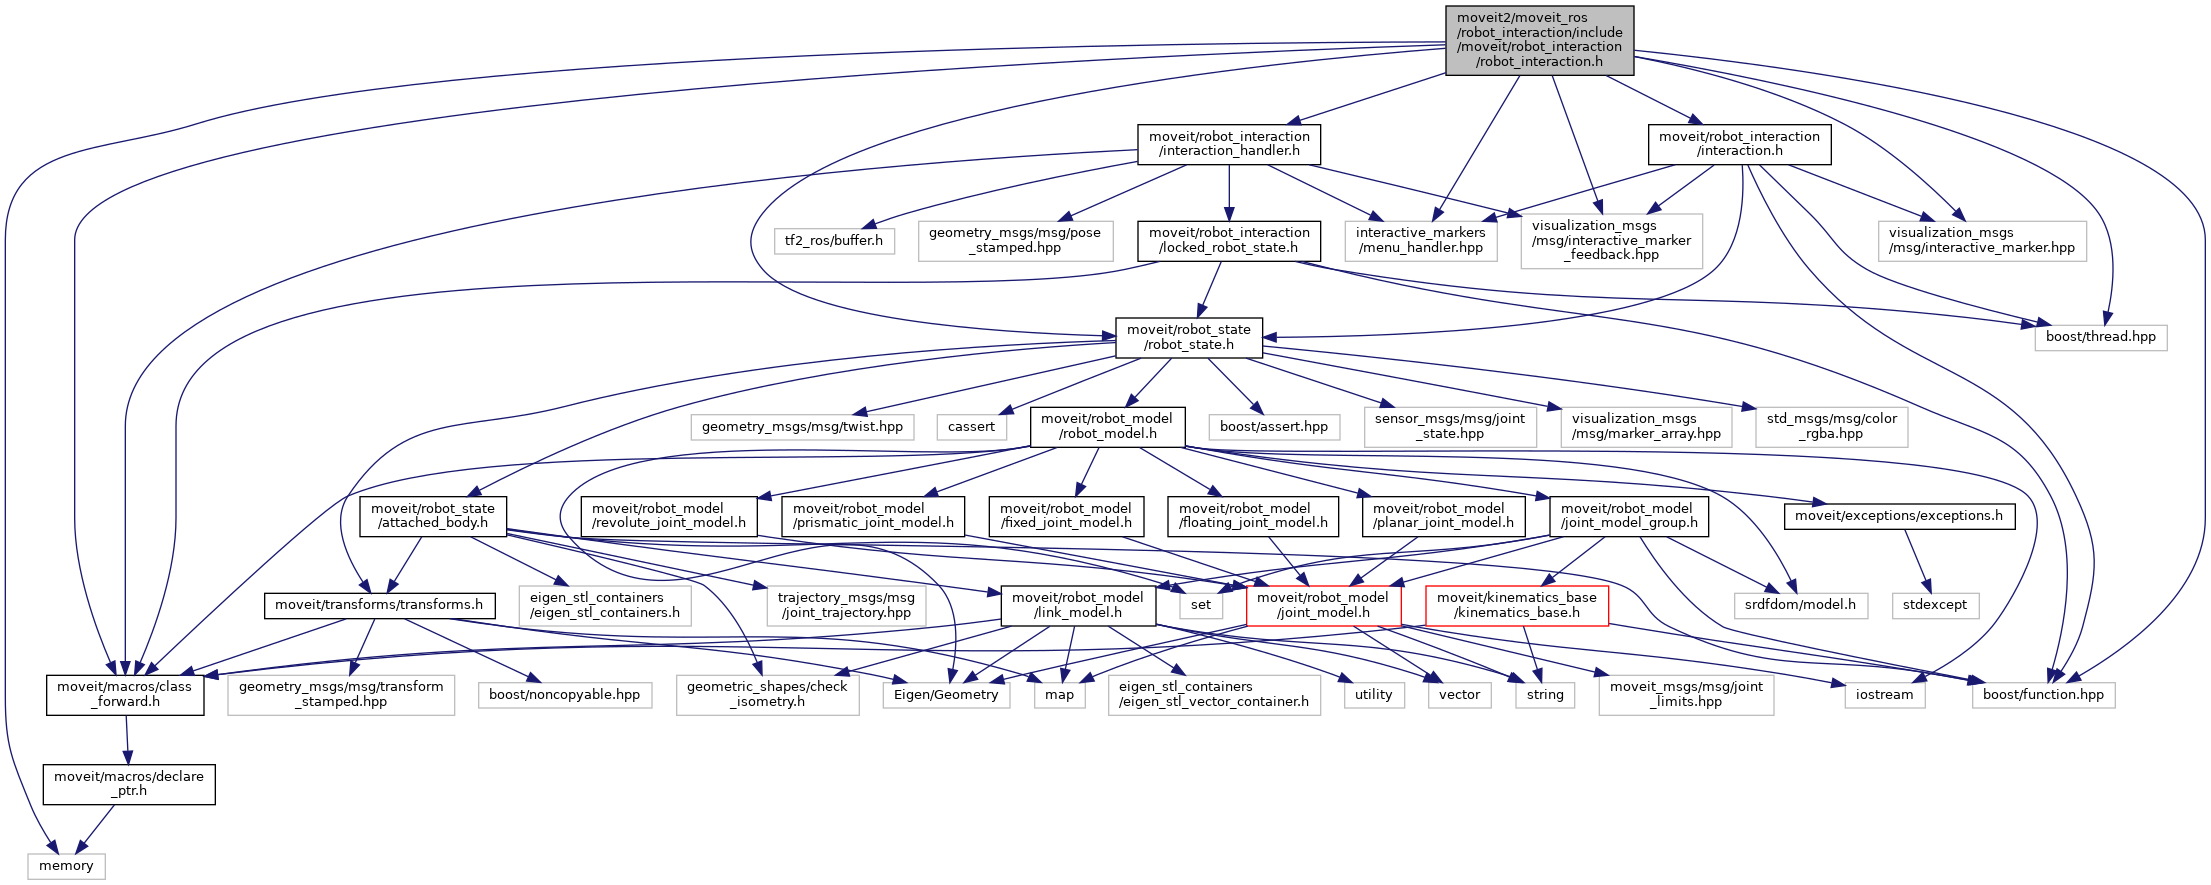 moveit2/moveit_ros
/robot_interaction/include
/moveit/robot_interaction
/robot_interaction.h
moveit/robot_interaction
/interaction_handler.h
moveit/robot_interaction
/interaction.h
tf2_ros/buffer.h
geometry_msgs/msg/pose
_stamped.hpp
moveit/robot_interaction
/locked_robot_state.h
interactive_markers
/menu_handler.hpp
visualization_msgs
/msg/interactive_marker
_feedback.hpp
visualization_msgs
/msg/interactive_marker.hpp
moveit/robot_state
/robot_state.h
boost/thread.hpp
geometry_msgs/msg/twist.hpp
cassert
moveit/robot_model
/robot_model.h
boost/assert.hpp
sensor_msgs/msg/joint
_state.hpp
visualization_msgs
/msg/marker_array.hpp
std_msgs/msg/color
_rgba.hpp
moveit/robot_state
/attached_body.h
moveit/robot_model
/revolute_joint_model.h
moveit/robot_model
/prismatic_joint_model.h
moveit/robot_model
/fixed_joint_model.h
moveit/robot_model
/floating_joint_model.h
moveit/robot_model
/planar_joint_model.h
moveit/robot_model
/joint_model_group.h
moveit/exceptions/exceptions.h
moveit/transforms/transforms.h
eigen_stl_containers
/eigen_stl_containers.h
trajectory_msgs/msg
/joint_trajectory.hpp
moveit/robot_model
/link_model.h
set
moveit/robot_model
/joint_model.h
moveit/kinematics_base
/kinematics_base.h
srdfdom/model.h
stdexcept
moveit/macros/class
_forward.h
geometry_msgs/msg/transform
_stamped.hpp
boost/noncopyable.hpp
geometric_shapes/check
_isometry.h
Eigen/Geometry
map
eigen_stl_containers
/eigen_stl_vector_container.h
utility
vector
string
moveit_msgs/msg/joint
_limits.hpp
iostream
boost/function.hpp
moveit/macros/declare
_ptr.h
memory